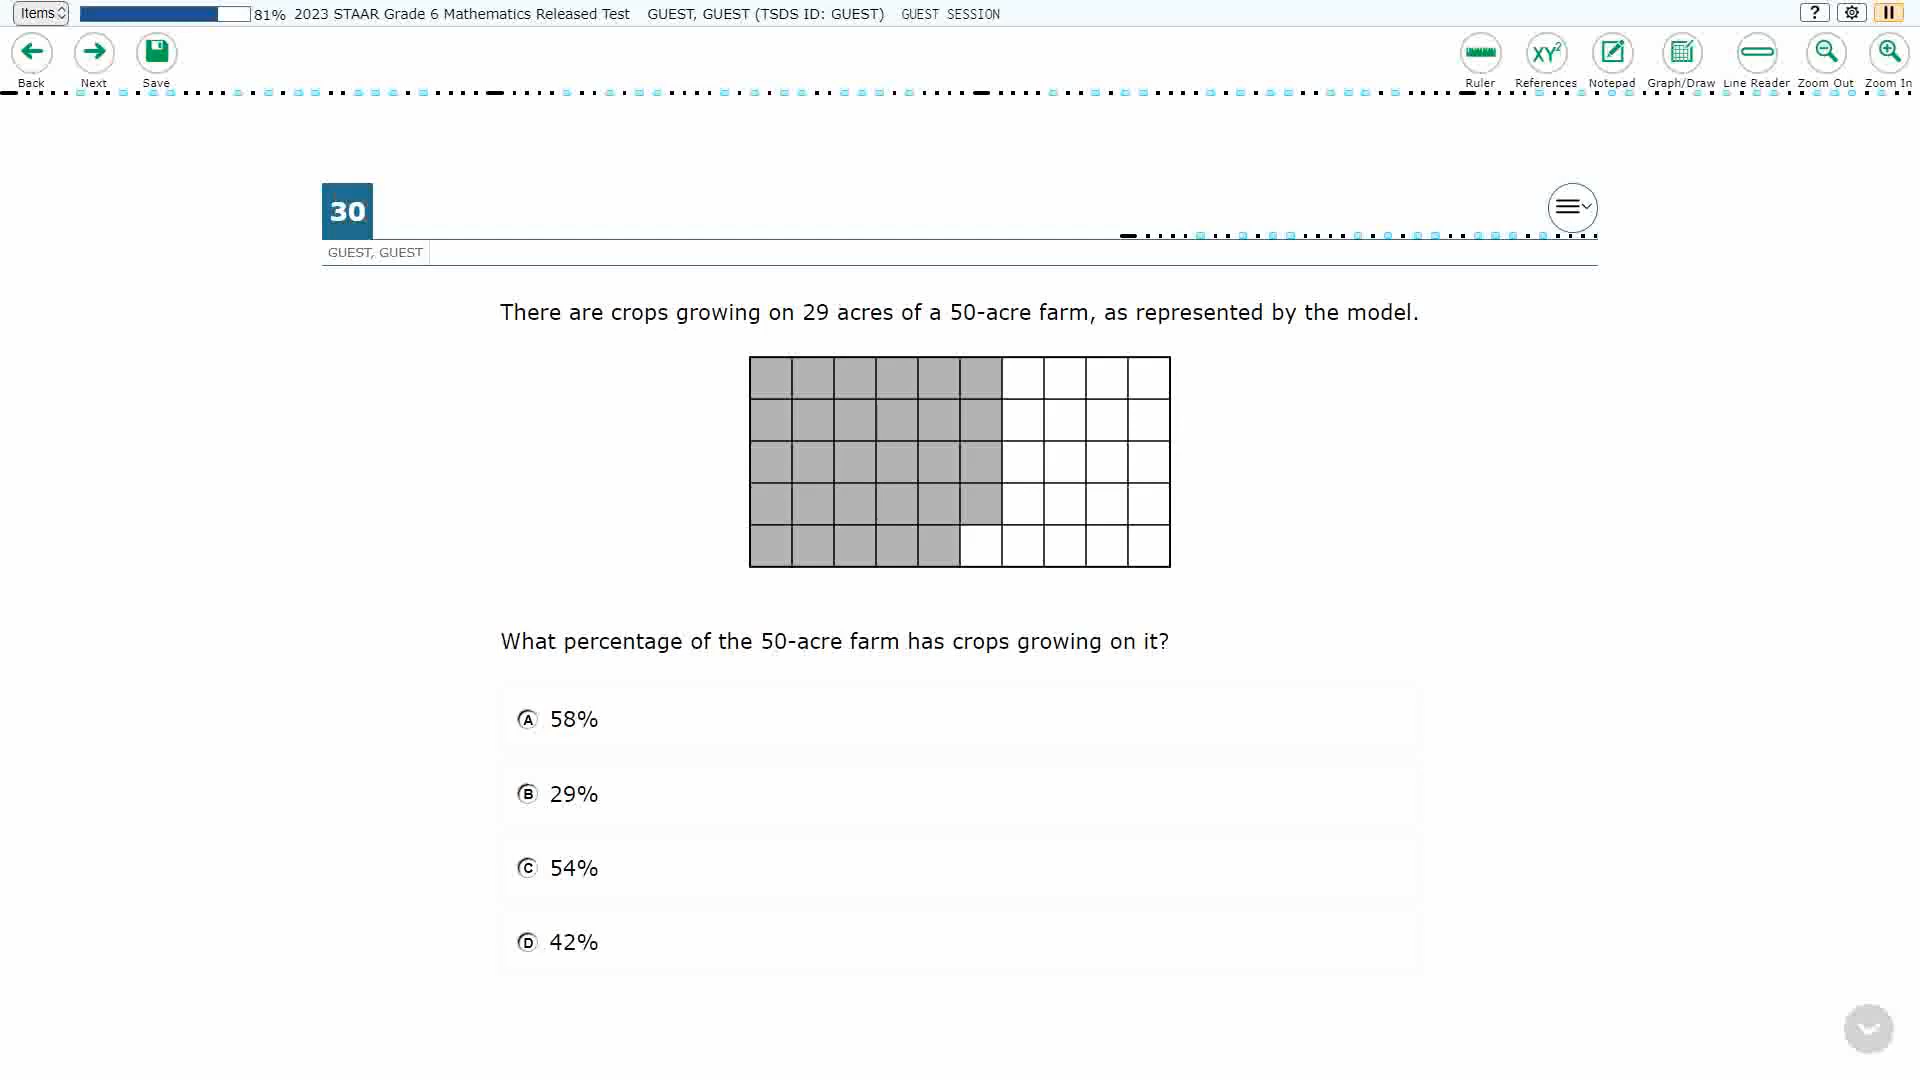 Items 81% 2023 STAAR Grade 6 Mathematics Released Test GUEST, GUEST (TSDS ID: GUEST) GUEST SESSION ?
XY²
Back Next Save Ruler References Notepad Graph/Draw Line Reader Zoom Out Zoom In
30
GUEST, GUEST
There are crops growing on 29 acres of a 50-acre farm, as represented by the model.
What percentage of the 50-acre farm has crops growing on it?
A 58%
B 29%
C 54%
D 42%